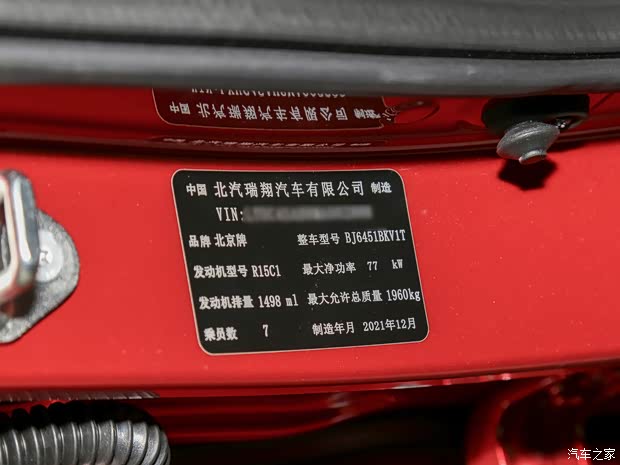 中国 北汽瑞翔汽车有限公司 制造
VIN:
品牌 北京牌 整车型号 BJ6451BKV1T
发动机型号 R15C1 最大净功率 77 kW
发动机排量 1498 ml 最大允许总质量 1960kg
乘员数 7 制造年月 2021年12月
汽车之家